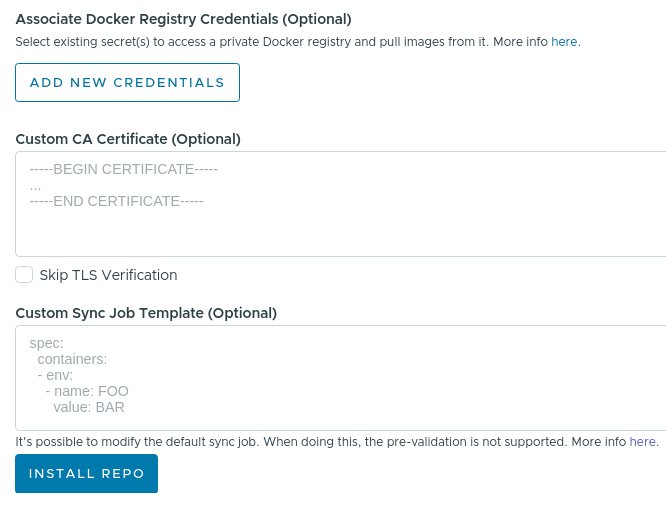 Associate Docker Registry Credentials (Optional)
Select existing secret(s) to access a private Docker registry and pull images from it. More info here.
ADD NEW CREDENTIALS
Custom CA Certificate (Optional)
-----BEGIN CERTIFICATE-----
...
-----END CERTIFICATE-----
Skip TLS Verification
Custom Sync Job Template (Optional)
spec:
  containers:
  - env:
    - name: FOO
      value: BAR
It's possible to modify the default sync job. When doing this, the pre-validation is not supported. More info here.
INSTALL REPO